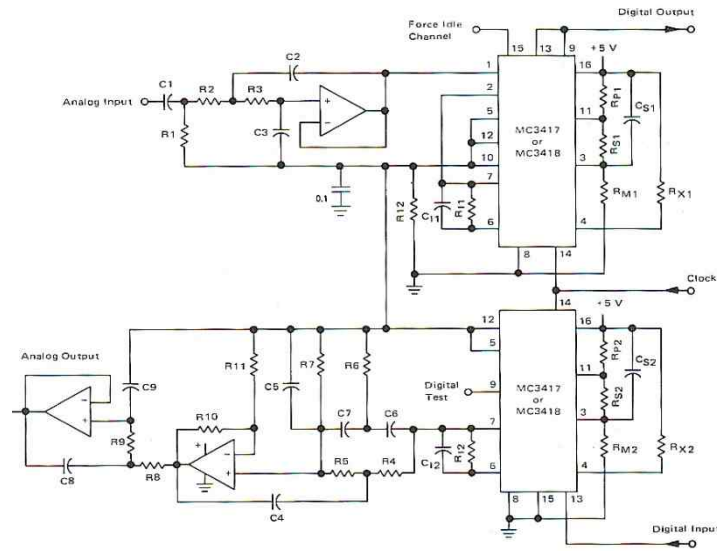 Force Idle Channel
Digital Output
15 13 9
+5 V
C1 R2 R3 C2
Analog Input
R1 C3
+
−
0.1
1
2
5
12
10
7
6
MC3417
or
MC3418
16
11
3
4
8 14
RP1
CS1
RS1
RM1
RX1
R12
CI1
RI1
Clock
14
+5 V
Analog Output
−
+
C9
R9
C8
R8
R10
R11
+
−
+
C5
R7
R6
C7
C6
R5
R4
C4
CI2
RI2
Digital Test
12
5
9
7
6
MC3417
or
MC3418
16
11
3
4
8 15 13
RP2
CS2
RS2
RM2
RX2
Digital Input